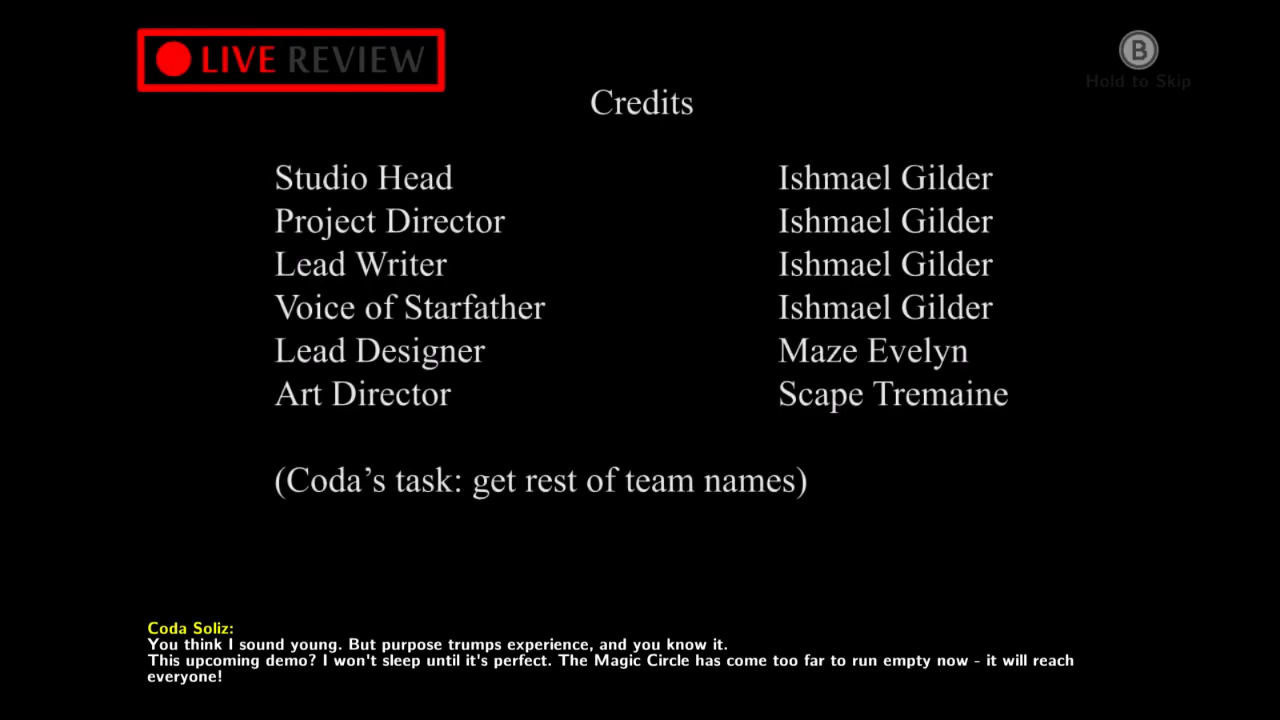 LIVE REVIEW
B
Hold to Skip
Credits
Studio Head Ishmael Gilder
Project Director Ishmael Gilder
Lead Writer Ishmael Gilder
Voice of Starfather Ishmael Gilder
Lead Designer Maze Evelyn
Art Director Scape Tremaine
(Coda’s task: get rest of team names)
Coda Soliz:
You think I sound young. But purpose trumps experience, and you know it.
This upcoming demo? I won't sleep until it's perfect. The Magic Circle has come too far to run empty now - it will reach
everyone!